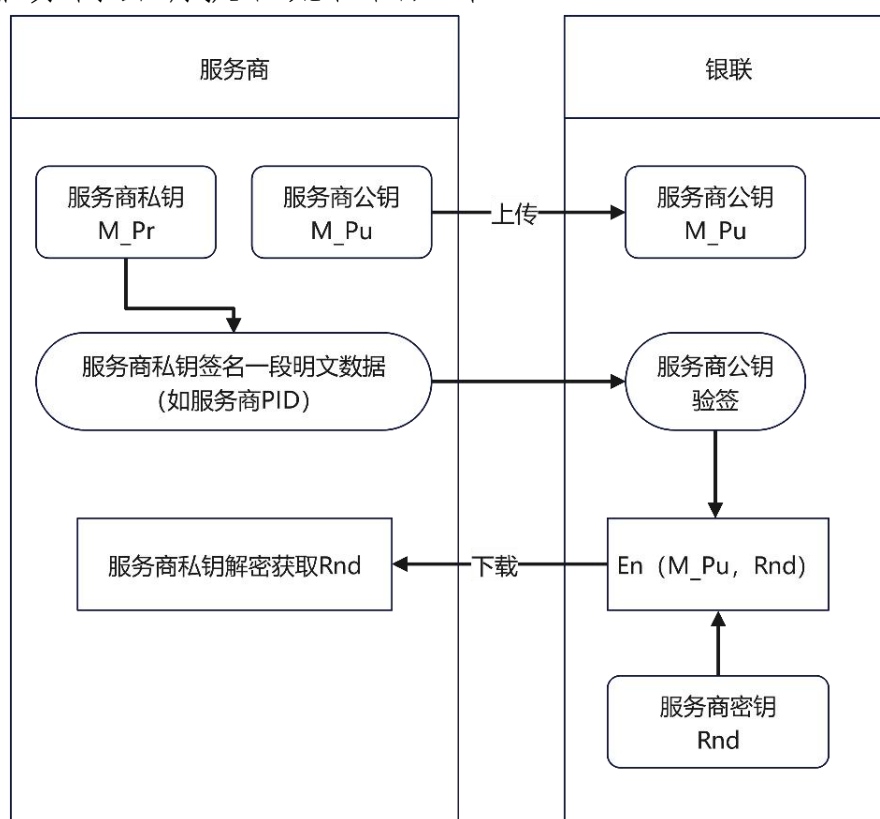 服务商
银联
服务商私钥
M_Pr
服务商公钥
M_Pu
上传
服务商公钥
M_Pu
服务商私钥签名一段明文数据
（如服务商PID）
服务商公钥
验签
服务商私钥解密获取Rnd
下载
En（M_Pu，Rnd）
服务商密钥
Rnd